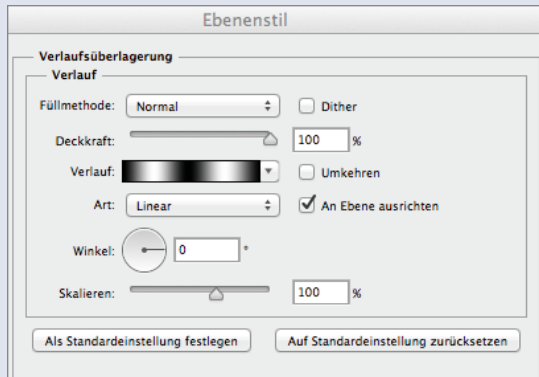 Ebenenstil
Verlaufsüberlagerung
Verlauf
Füllmethode: Normal Dither
Deckkraft: 100 %
Verlauf: Umkehren
Art: Linear An Ebene ausrichten
Winkel: 0 °
Skalieren: 100 %
Als Standardeinstellung festlegen Auf Standardeinstellung zurücksetzen